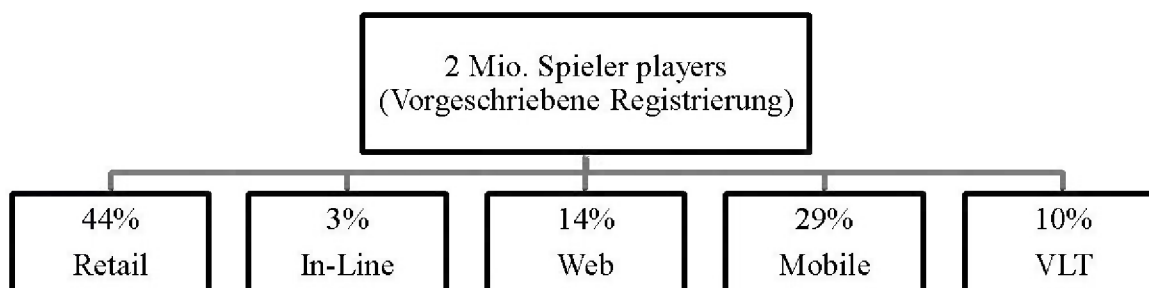 2 Mio. Spieler players
(Vorgeschriebene Registrierung)
44%
Retail
3%
In-Line
14%
Web
29%
Mobile
10%
VLT